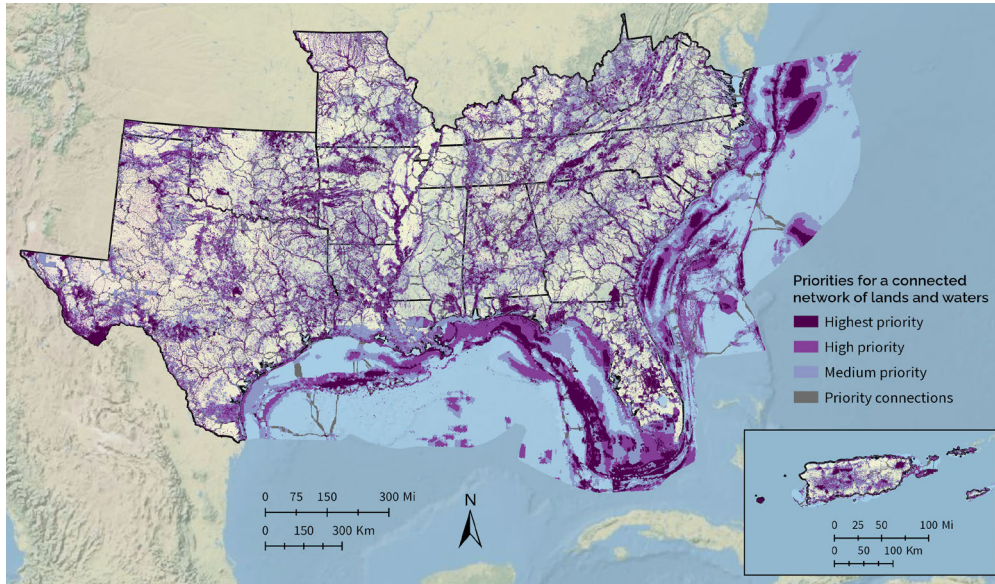 Priorities for a connected
network of lands and waters
Highest priority
High priority
Medium priority
Priority connections
0 75 150 300 Mi
0 150 300 Km
N
0 25 50 100 Mi
0 50 100 Km